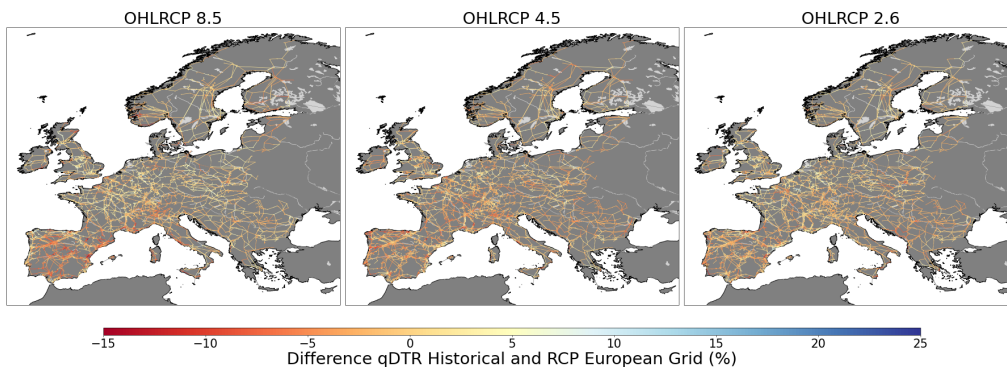 OHLRCP 8.5
OHLRCP 4.5
OHLRCP 2.6
−15 −10 −5 0 5 10 15 20 25
Difference qDTR Historical and RCP European Grid (%)